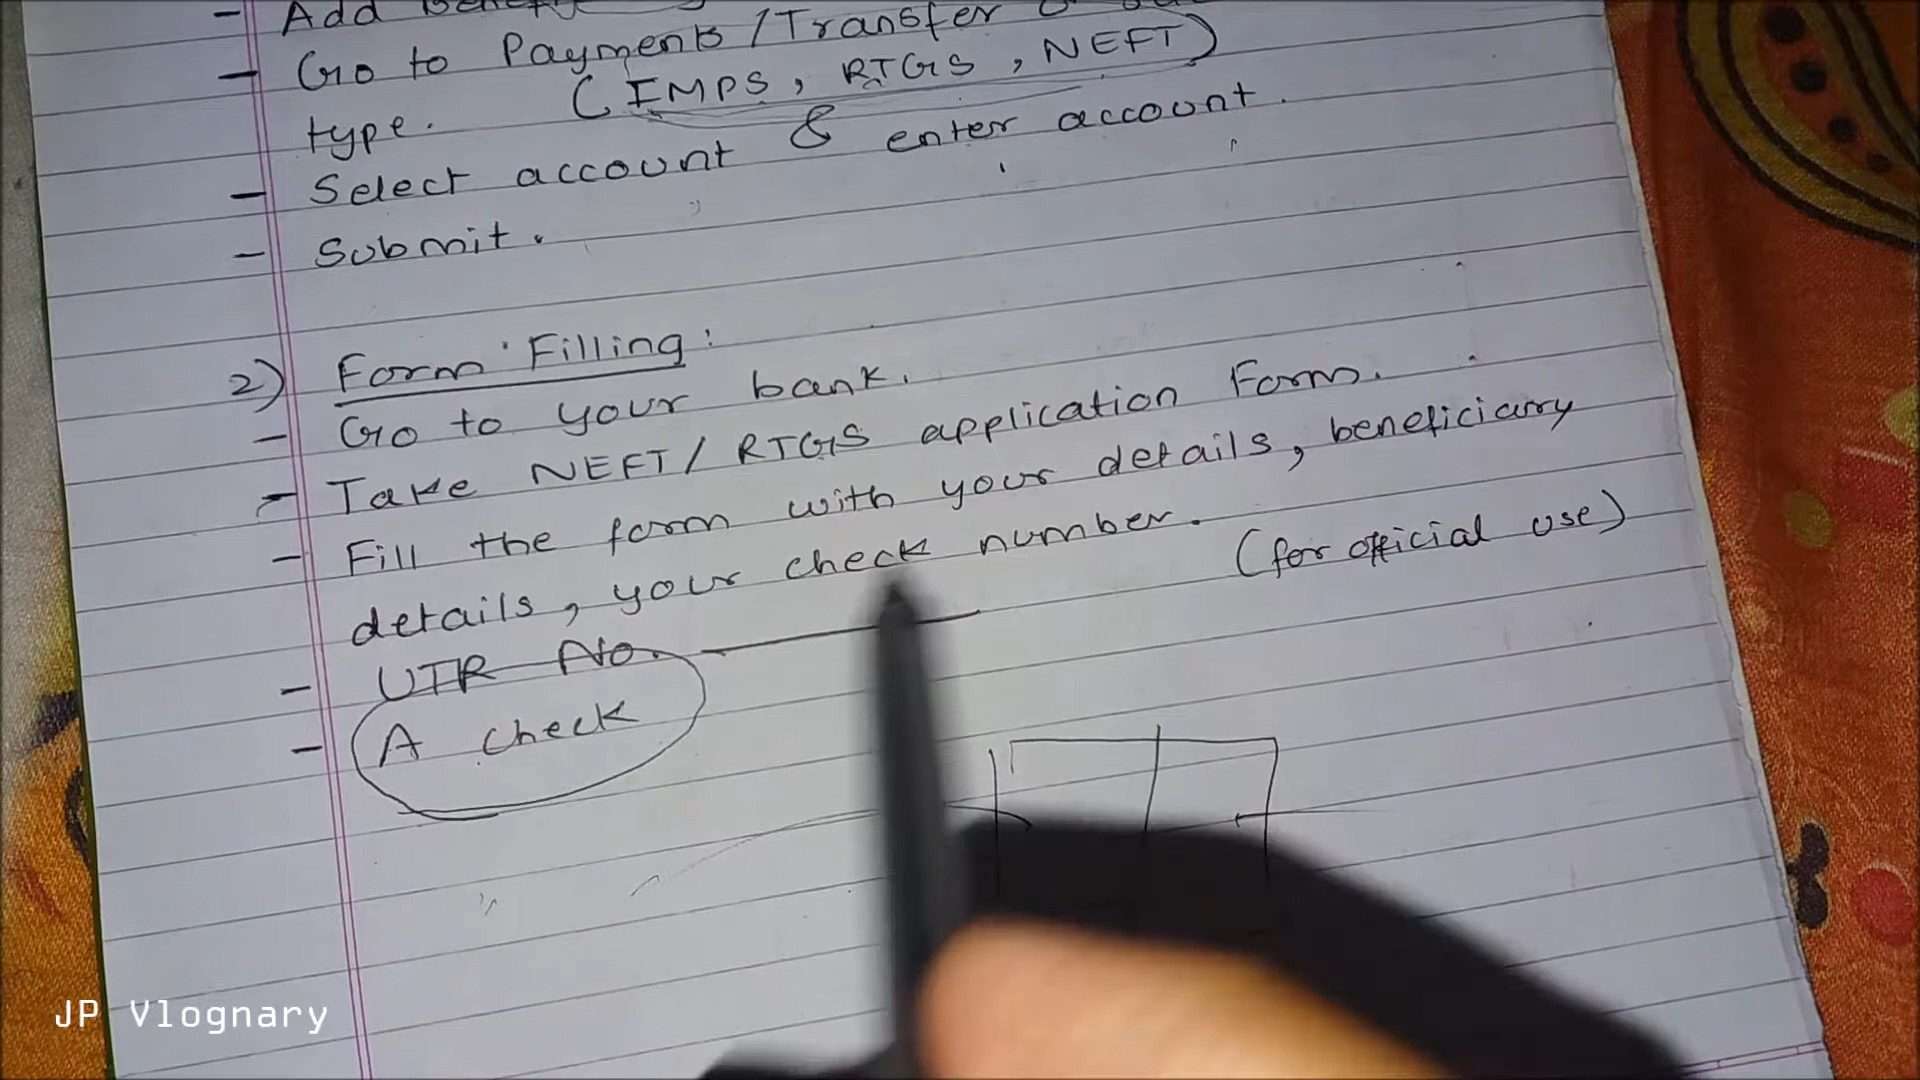 - Add
- Go to Payments/Transfer
type. (IMPS, RTGS, NEFT)
- Select account & enter account.
- Submit.
2) Form Filling:
- Go to your bank.
- Take NEFT/RTGS application Form.
- Fill the form with your details, beneficiary
details, your check number.
(for official use)
- UTR No.
- A check
JP Vlognary